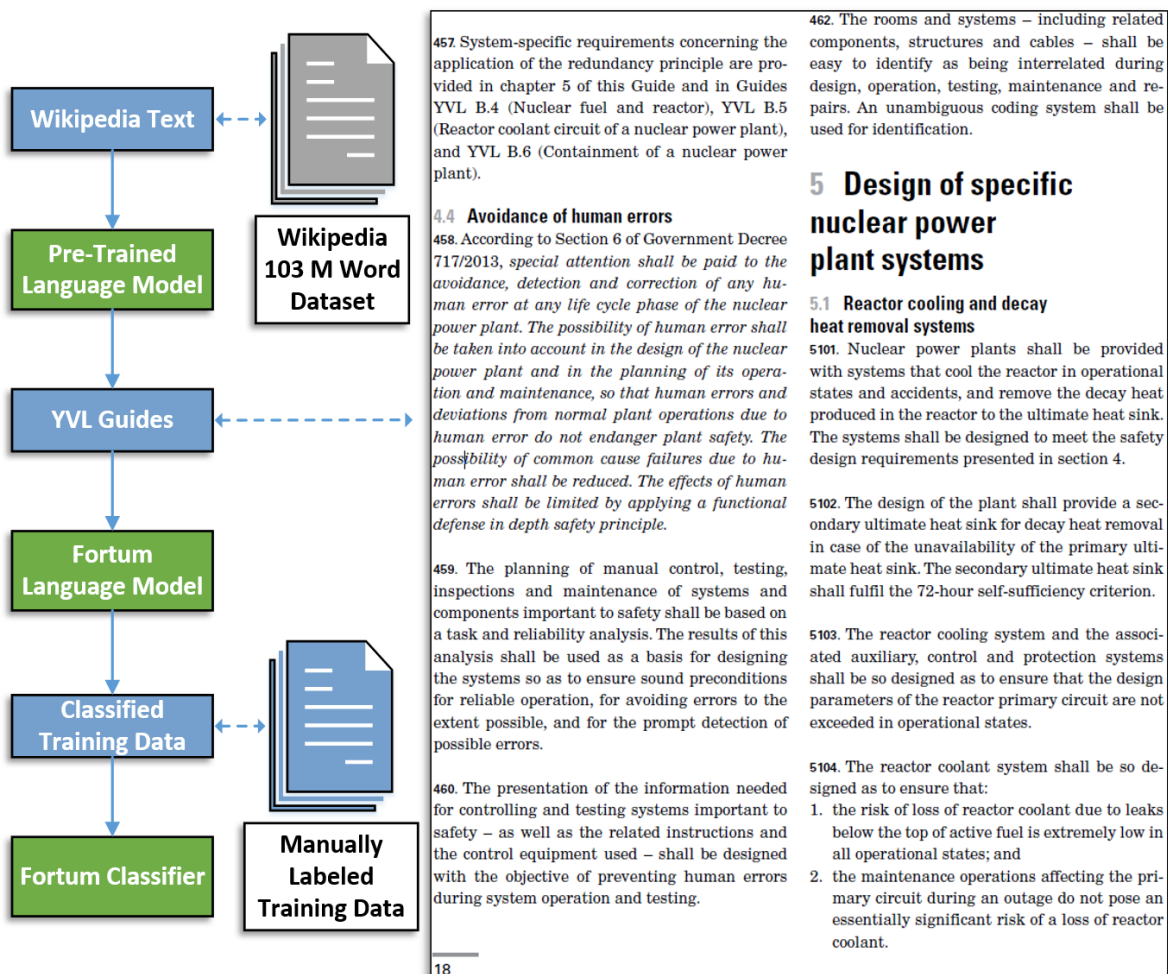 Wikipedia Text
Pre-Trained
Language Model
YVL Guides
Fortum
Language Model
Classified
Training Data
Fortum Classifier
Wikipedia
103 M Word
Dataset
Manually
Labeled
Training Data
457. System-specific requirements concerning the
application of the redundancy principle are pro-
vided in chapter 5 of this Guide and in Guides
YVL B.4 (Nuclear fuel and reactor), YVL B.5
(Reactor coolant circuit of a nuclear power plant),
and YVL B.6 (Containment of a nuclear power
plant).
4.4 Avoidance of human errors
458. According to Section 6 of Government Decree
717/2013, special attention shall be paid to the
avoidance, detection and correction of any hu-
man error at any life cycle phase of the nuclear
power plant. The possibility of human error shall
be taken into account in the design of the nuclear
power plant and in the planning of its opera-
tion and maintenance, so that human errors and
deviations from normal plant operations due to
human error do not endanger plant safety. The
possibility of common cause failures due to hu-
man error shall be reduced. The effects of human
errors shall be limited by applying a functional
defense in depth safety principle.
459. The planning of manual control, testing,
inspections and maintenance of systems and
components important to safety shall be based on
a task and reliability analysis. The results of this
analysis shall be used as a basis for designing
the systems so as to ensure sound preconditions
for reliable operation, for avoiding errors to the
extent possible, and for the prompt detection of
possible errors.
460. The presentation of the information needed
for controlling and testing systems important to
safety – as well as the related instructions and
the control equipment used – shall be designed
with the objective of preventing human errors
during system operation and testing.
18
462. The rooms and systems – including related
components, structures and cables – shall be
easy to identify as being interrelated during
design, operation, testing, maintenance and re-
pairs. An unambiguous coding system shall be
used for identification.
5 Design of specific
nuclear power
plant systems
5.1 Reactor cooling and decay
heat removal systems
5101. Nuclear power plants shall be provided
with systems that cool the reactor in operational
states and accidents, and remove the decay heat
produced in the reactor to the ultimate heat sink.
The systems shall be designed to meet the safety
design requirements presented in section 4.
5102. The design of the plant shall provide a sec-
ondary ultimate heat sink for decay heat removal
in case of the unavailability of the primary ulti-
mate heat sink. The secondary ultimate heat sink
shall fulfil the 72-hour self-sufficiency criterion.
5103. The reactor cooling system and the associ-
ated auxiliary, control and protection systems
shall be so designed as to ensure that the design
parameters of the reactor primary circuit are not
exceeded in operational states.
5104. The reactor coolant system shall be so de-
signed as to ensure that:
1. the risk of loss of reactor coolant due to leaks
below the top of active fuel is extremely low in
all operational states; and
2. the maintenance operations affecting the pri-
mary circuit during an outage do not pose an
essentially significant risk of a loss of reactor
coolant.